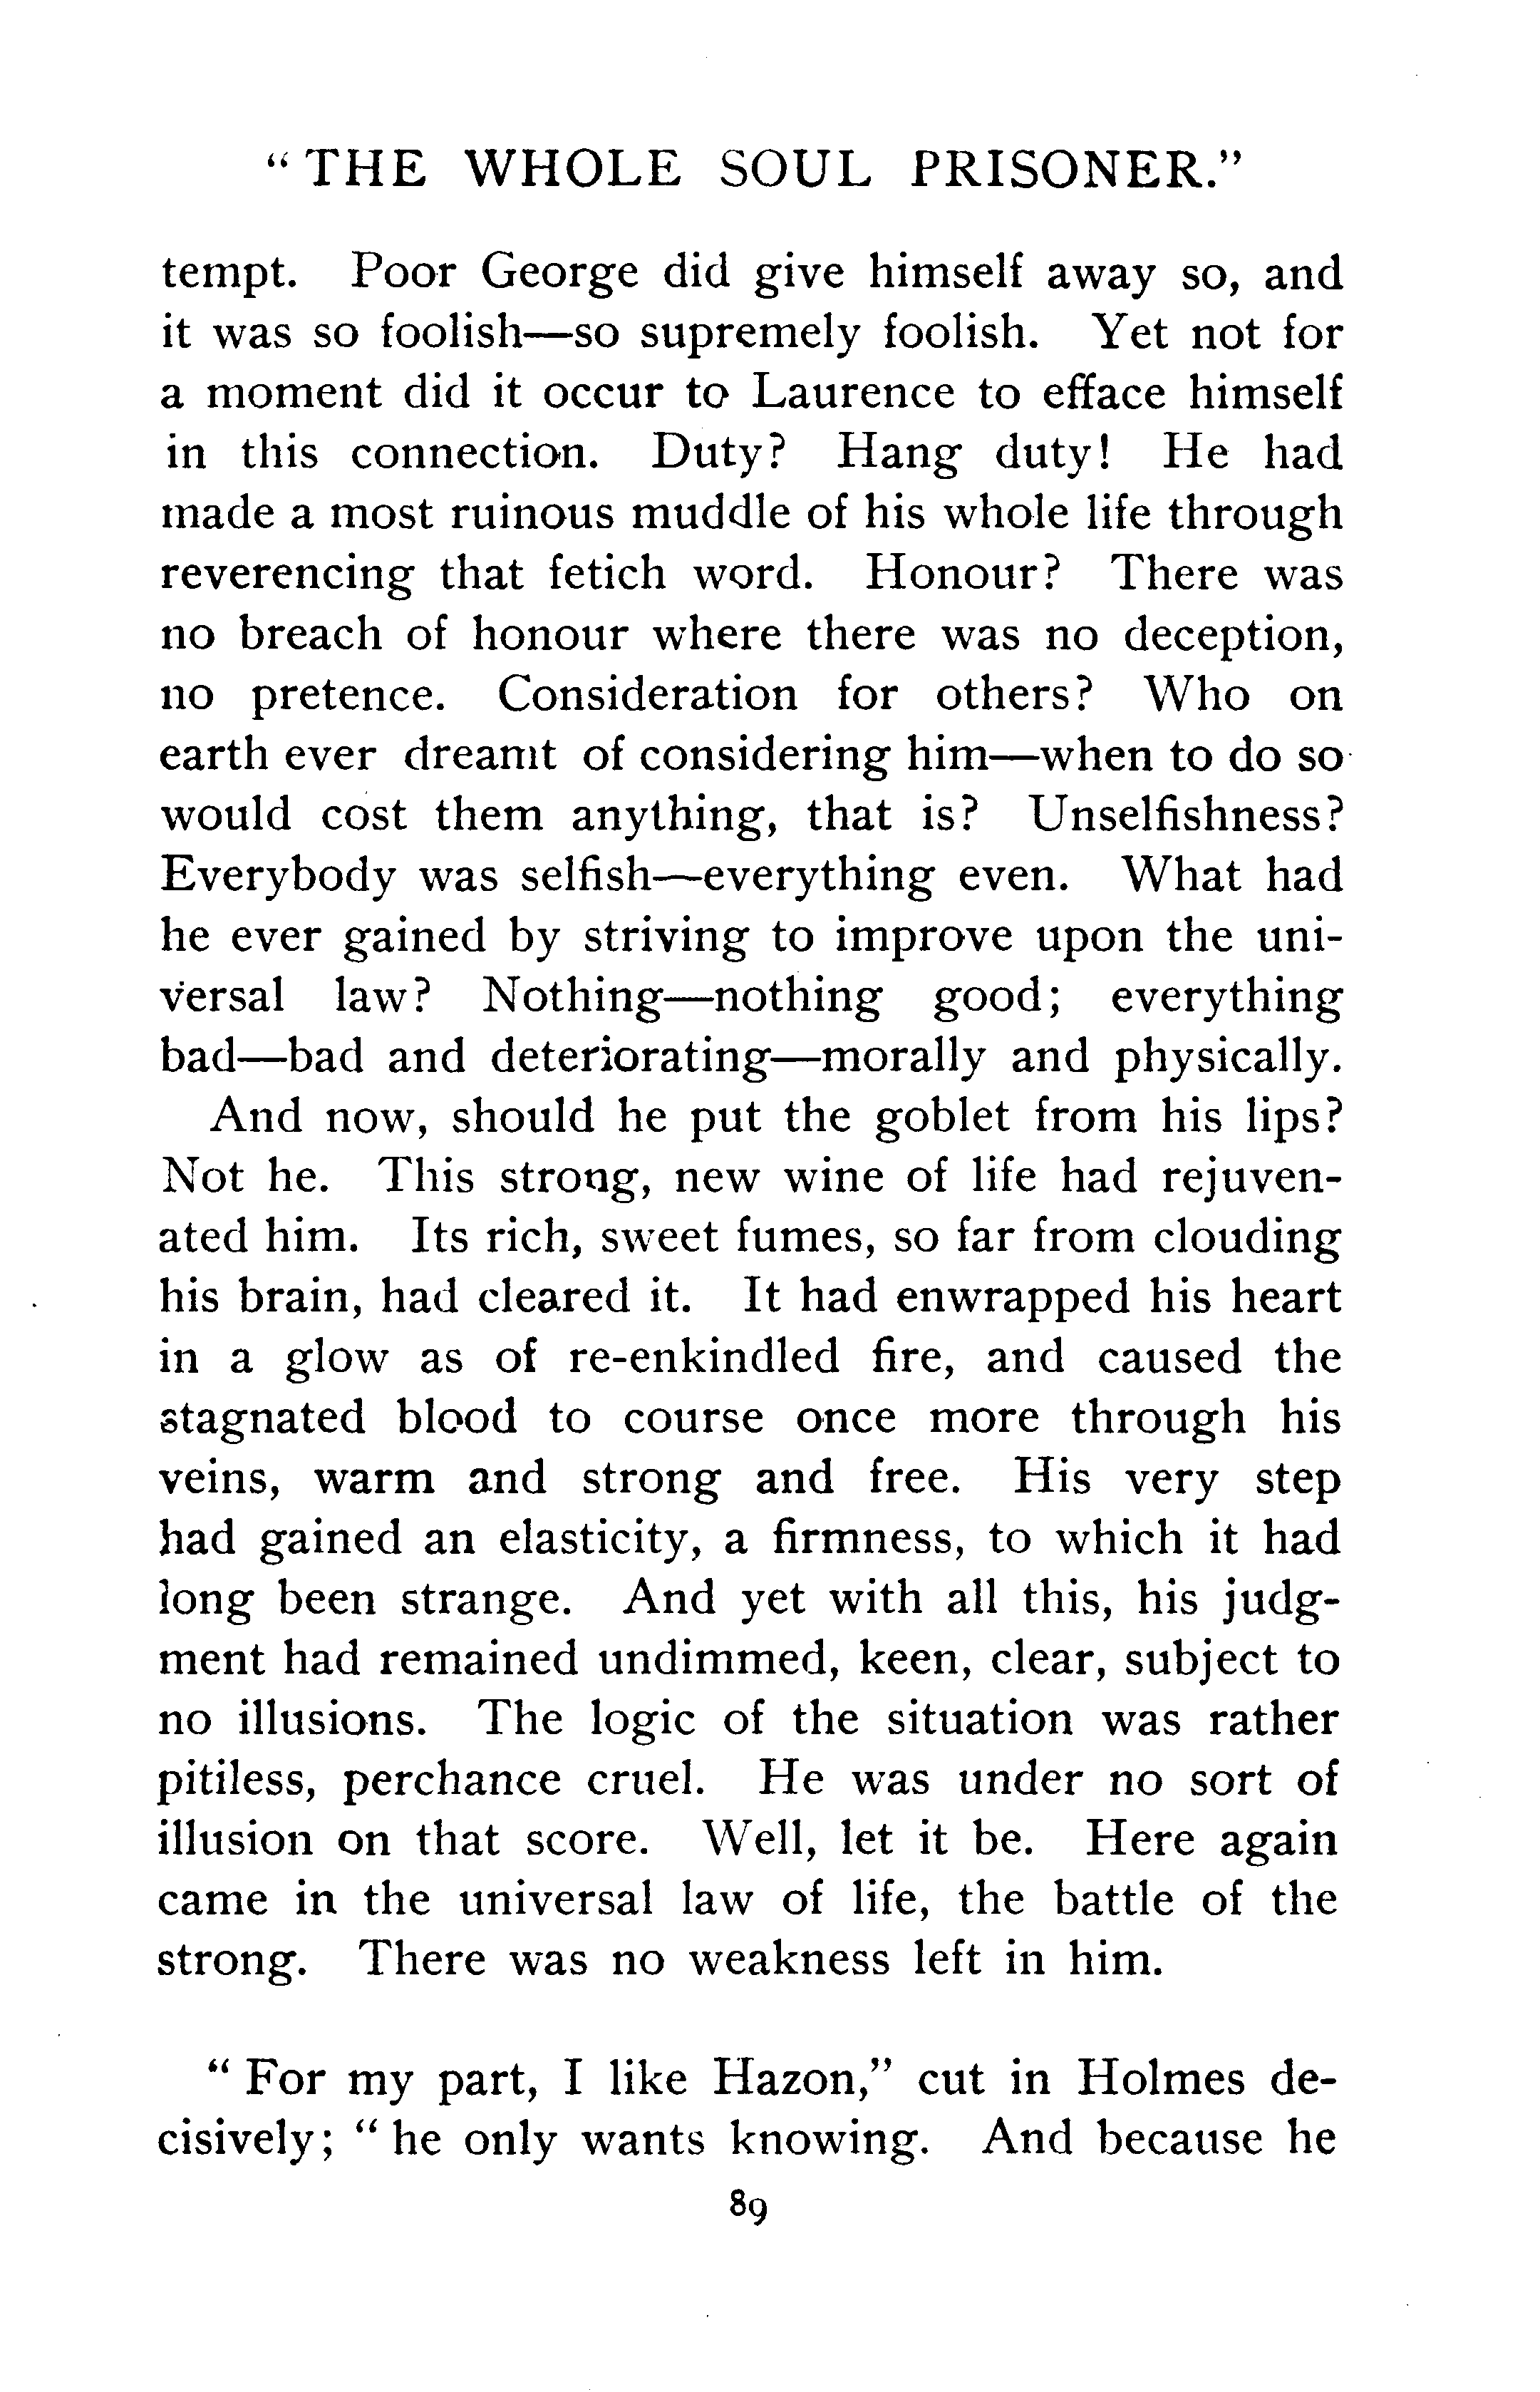 “ THE WHOLE SOUL PRISONER.”
tempt. Poor George did give himself away so, and
it was so foolish—so supremely foolish. Yet not for
a moment did it occur to Laurence to efface himself
in this connection. Duty? Hang duty! He had
made a most ruinous muddle of his whole life through
reverencing that fetich word. Honour? There was
no breach of honour where there was no deception,
no pretence. Consideration for others? Who on
earth ever dreamt of considering him—when to do so
would cost them anything, that is? Unselfishness?
Everybody was selfish—everything even. What had
he ever gained by striving to improve upon the uni-
versal law? Nothing—nothing good; everything
bad—bad and deteriorating—morally and physically.
And now, should he put the goblet from his lips?
Not he. This strong, new wine of life had rejuven-
ated him. Its rich, sweet fumes, so far from clouding
his brain, had cleared it. It had enwrapped his heart
in a glow as of re-enkindled fire, and caused the
stagnated blood to course once more through his
veins, warm and strong and free. His very step
had gained an elasticity, a firmness, to which it had
long been strange. And yet with all this, his judg-
ment had remained undimmed, keen, clear, subject to
no illusions. The logic of the situation was rather
pitiless, perchance cruel. He was under no sort of
illusion on that score. Well, let it be. Here again
came in the universal law of life, the battle of the
strong. There was no weakness left in him.
“ For my part, I like Hazon,” cut in Holmes de-
cisively; “ he only wants knowing. And because he
89